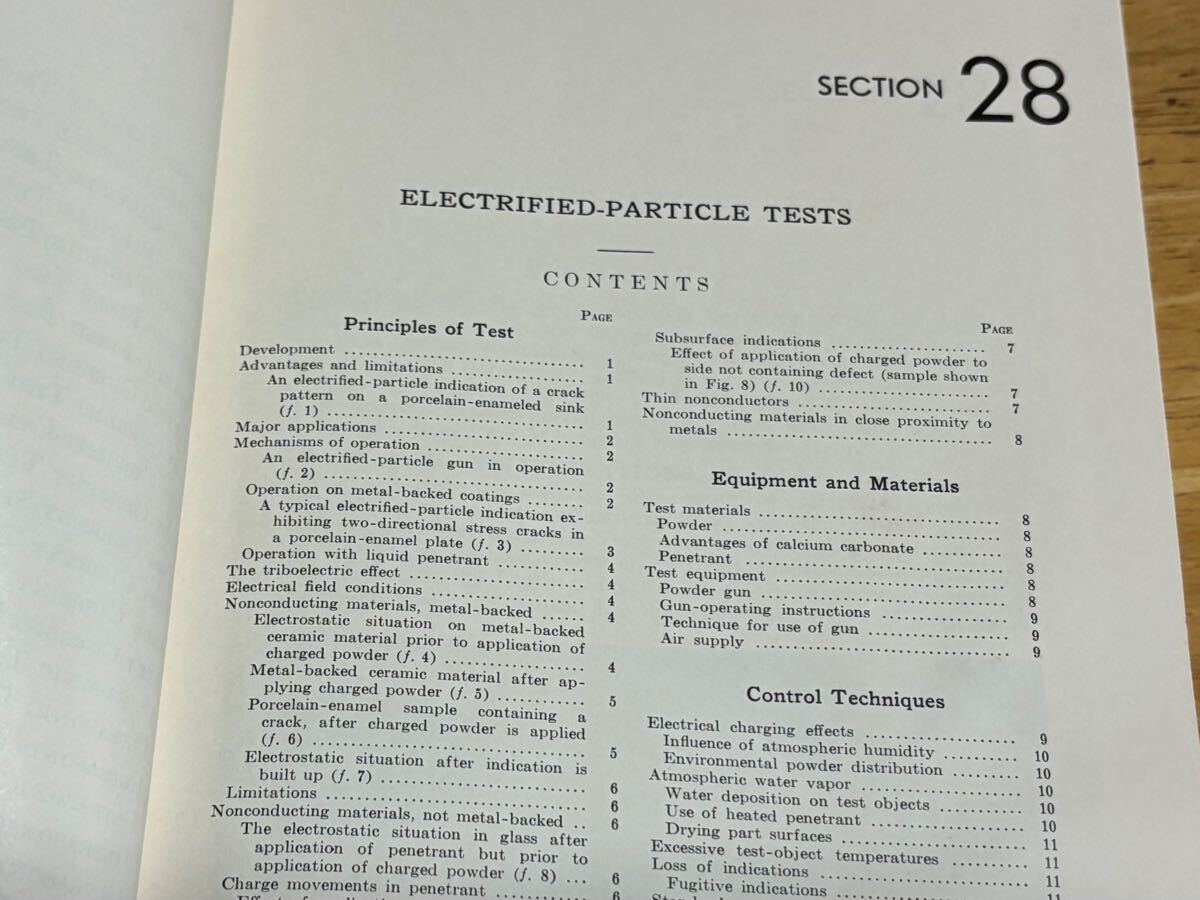 SECTION 28
ELECTRIFIED-PARTICLE TESTS
CONTENTS
PAGE
Principles of Test
Development ........ 1
Advantages and limitations ........ 1
An electrified-particle indication of a crack
pattern on a porcelain-enameled sink
(f. 1) ........ 1
Major applications ........ 2
Mechanisms of operation ........ 2
An electrified-particle gun in operation
(f. 2) ........ 2
Operation on metal-backed coatings ........ 2
A typical electrified-particle indication ex-
hibiting two-directional stress cracks in
a porcelain-enamel plate (f. 3) ........ 3
Operation with liquid penetrant ........ 4
The triboelectric effect ........ 4
Electrical field conditions ........ 4
Nonconducting materials, metal-backed ...... 4
Electrostatic situation on metal-backed
ceramic material prior to application of
charged powder (f. 4) ........ 4
Metal-backed ceramic material after ap-
plying charged powder (f. 5) ........ 5
Porcelain-enamel sample containing a
crack, after charged powder is applied
(f. 6) ........ 5
Electrostatic situation after indication is
built up (f. 7) ........ 6
Limitations ........ 6
Nonconducting materials, not metal-backed .. 6
The electrostatic situation in glass after
application of penetrant but prior to
application of charged powder (f. 8) ... 6
Charge movements in penetrant ........ 6
PAGE
Subsurface indications ........ 7
Effect of application of charged powder to
side not containing defect (sample shown
in Fig. 8) (f. 10) ........ 7
Thin nonconductors ........ 7
Nonconducting materials in close proximity to
metals ........ 8
Equipment and Materials
Test materials ........ 8
Powder ........ 8
Advantages of calcium carbonate ........ 8
Penetrant ........ 8
Test equipment ........ 8
Powder gun ........ 8
Gun-operating instructions ........ 9
Technique for use of gun ........ 9
Air supply ........ 9
Control Techniques
Electrical charging effects ........ 9
Influence of atmospheric humidity ........ 10
Environmental powder distribution ........ 10
Atmospheric water vapor ........ 10
Water deposition on test objects ........ 10
Use of heated penetrant ........ 10
Drying part surfaces ........ 11
Excessive test-object temperatures ........ 11
Loss of indications ........ 11
Fugitive indications ........ 11